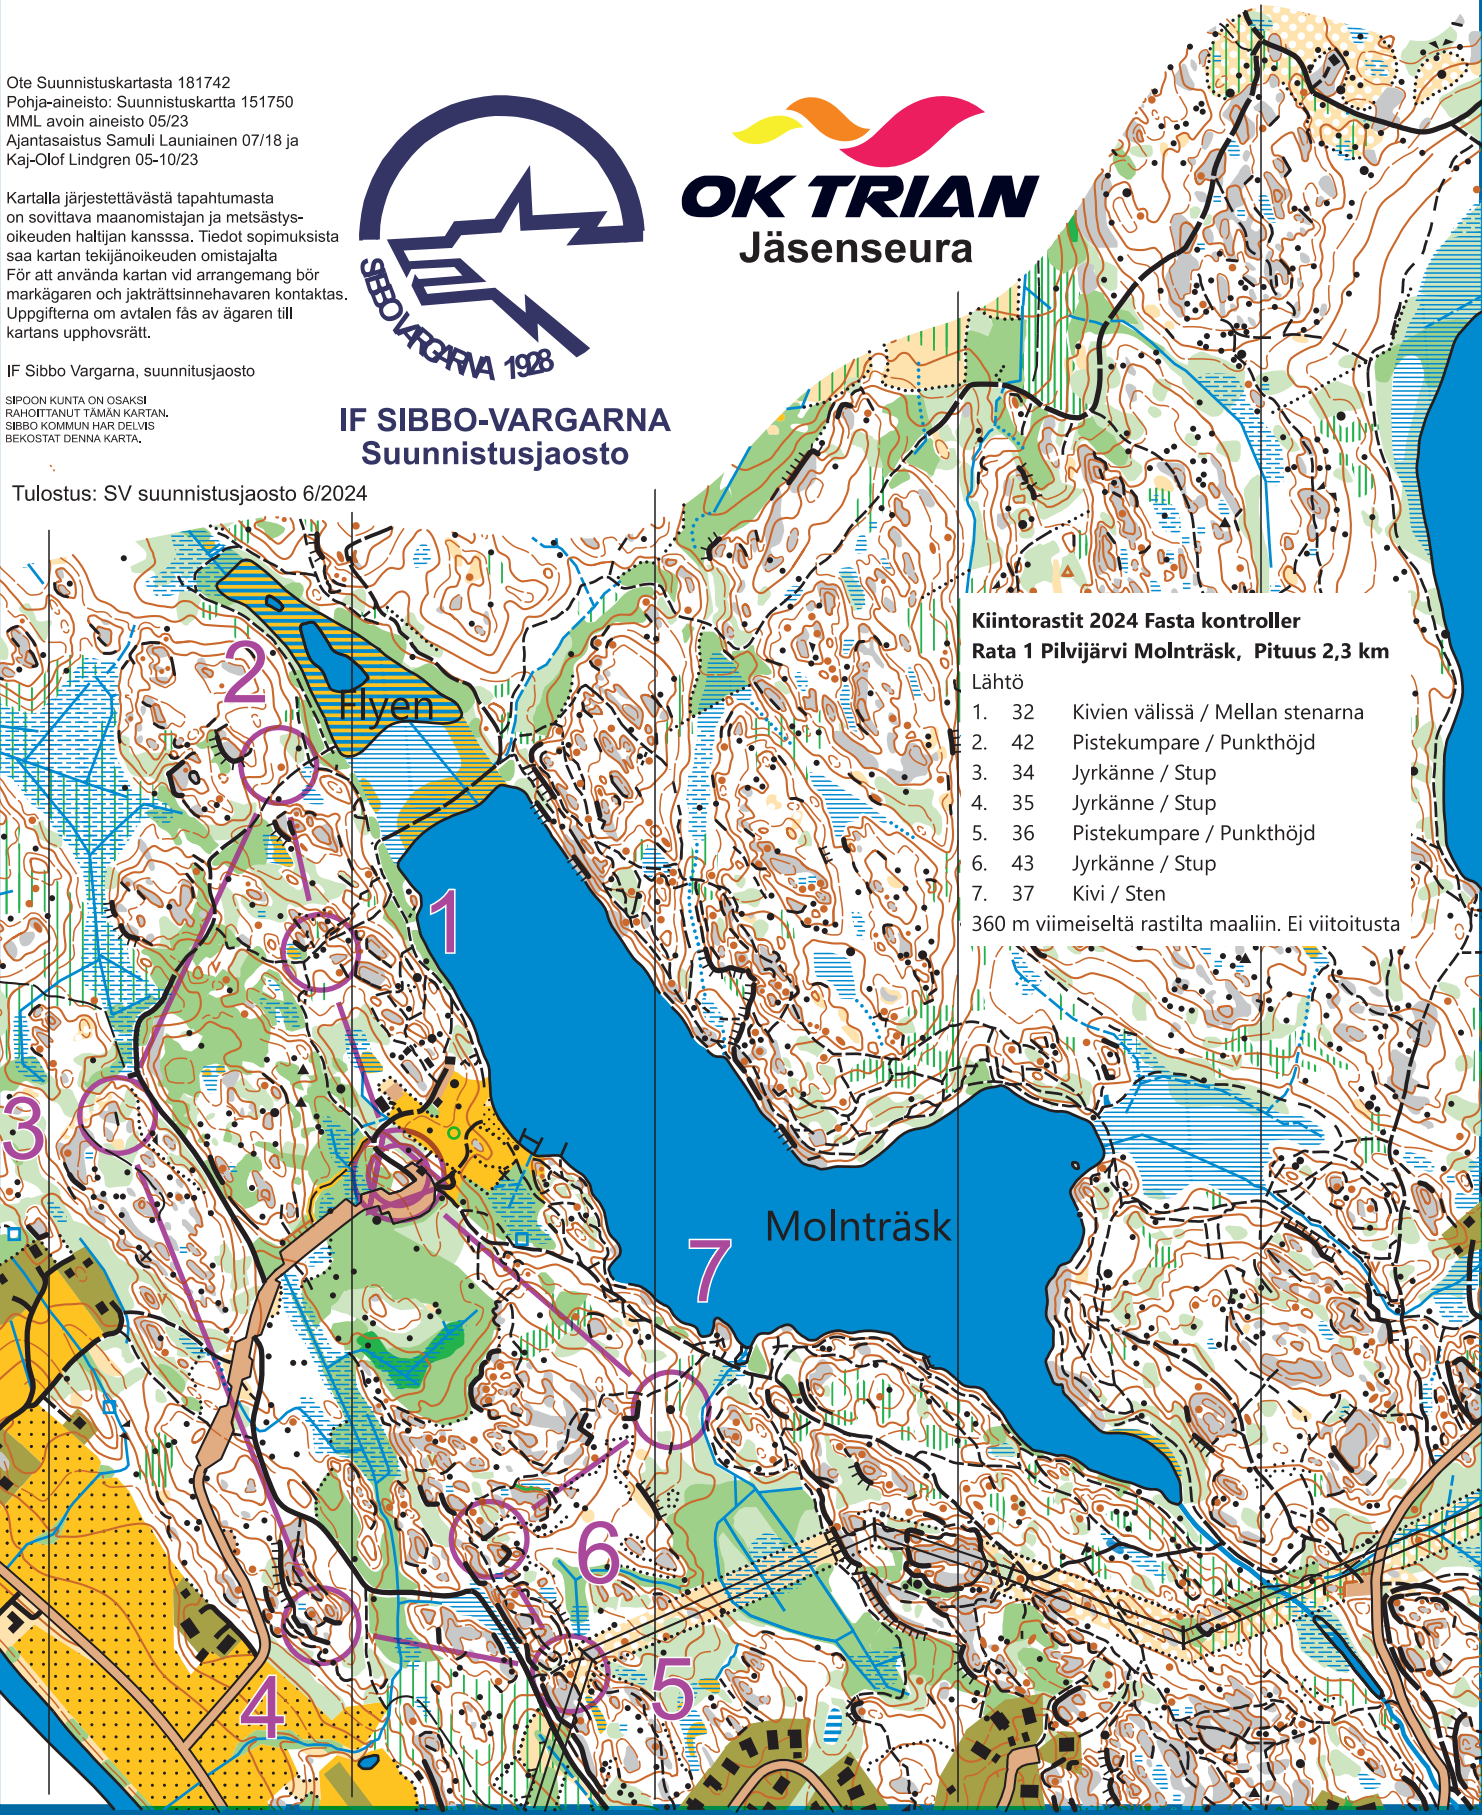 Ote Suunnistuskartasta 181742
Pohja-aineisto: Suunnistuskartta 151750
MML avoin aineisto 05/23
Ajantasaistus Samuli Launiainen 07/18 ja
Kaj-Olof Lindgren 05-10/23
Kartalla järjestettävästä tapahtumasta
on sovittava maanomistajan ja metsästys-
oikeuden haltijan kansssa. Tiedot sopimuksista
saa kartan tekijänoikeuden omistajalta
För att använda kartan vid arrangemang bör
markägaren och jakträttsinnehavaren kontaktas.
Uppgifterna om avtalen fås av ägaren till
kartans upphovsrätt.
IF Sibbo Vargarna, suunnitusjaosto
SIPOON KUNTA ON OSAKSI
RAHOITTANUT TÄMÄN KARTAN.
SIBBO KOMMUN HAR DELVIS
BEKOSTAT DENNA KARTA.
Tulostus: SV suunnistusjaosto 6/2024
SIBBO VARGARNA 1928
IF SIBBO-VARGARNA
Suunnistusjaosto
OK TRIAN
Jäsenseura
Kiintorastit 2024 Fasta kontroller
Rata 1 Pilvijärvi Molnträsk, Pituus 2,3 km
Lähtö
1. 32 Kivien välissä / Mellan stenarna
2. 42 Pistekumpare / Punkthöjd
3. 34 Jyrkänne / Stup
4. 35 Jyrkänne / Stup
5. 36 Pistekumpare / Punkthöjd
6. 43 Jyrkänne / Stup
7. 37 Kivi / Sten
360 m viimeiseltä rastilta maaliin. Ei viitoitusta
2
Flyen
1
3
Molnträsk
7
6
5
4